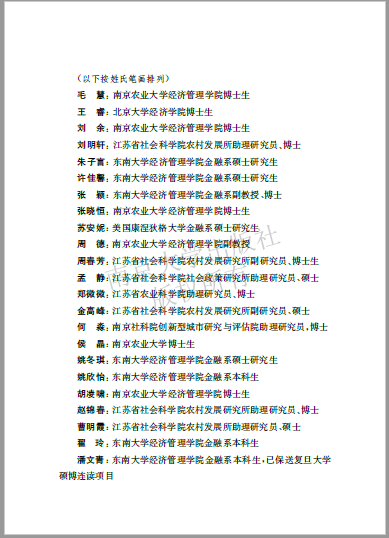 （以下按姓氏笔画排列）
毛　慧：南京农业大学经济管理学院博士生
王　睿：北京大学经济学院博士生
刘　余：南京农业大学经济管理学院博士生
刘明轩：江苏省社会科学院农村发展所助理研究员、博士
朱子言：东南大学经济管理学院金融系硕士研究生
许佳馨：东南大学经济管理学院金融系硕士研究生
张　颖：东南大学经济管理学院金融系副教授、博士
张晓恒：南京农业大学经济管理学院博士生
苏安妮：美国康涅狄格大学金融系硕士研究生
周　德：南京农业大学经济管理学院副教授
周春芳：江苏省社会科学院农村发展研究所副研究员、博士生
孟　静：江苏省社会科学院社会政策研究所助理研究员、硕士
郑微微：江苏省农业科学院助理研究员、博士
金高峰：江苏省社会科学院农村发展研究所副研究员、硕士
何　淼：南京社科院创新型城市研究与评估院助理研究员，博士
侯　晶：南京农业大学博士生
姚冬琪：东南大学经济管理学院金融系硕士研究生
姚欣怡：东南大学经济管理学院金融系本科生
胡凌啸：南京农业大学经济管理学院博士生
赵锦春：江苏省社会科学院农村发展研究所助理研究员、博士
曹明霞：江苏省社会科学院农村发展所助理研究员、硕士
翟　玲：东南大学经济管理学院金融系本科生
潘文青：东南大学经济管理学院金融系本科生，已保送复旦大学
硕博连读项目
南京大学出版社
版权所有